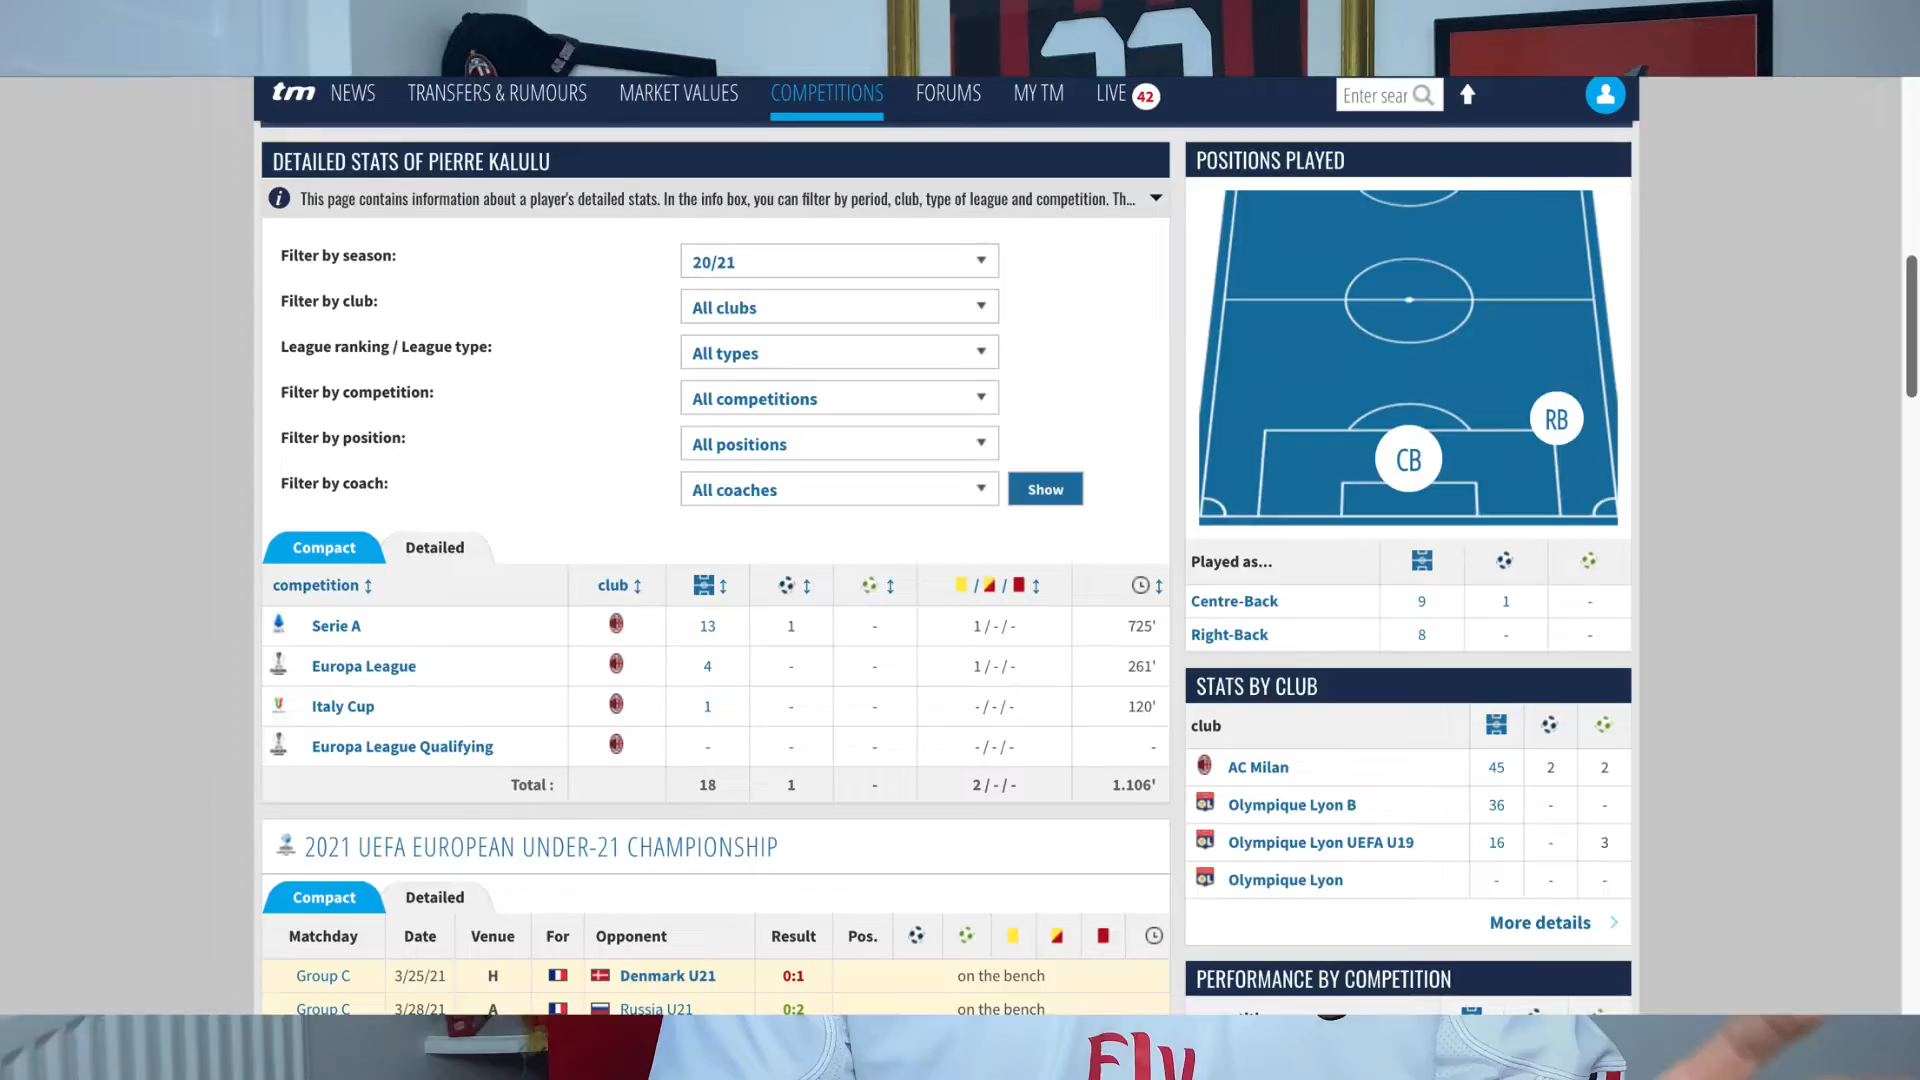 22
tm NEWS TRANSFERS & RUMOURS MARKET VALUES COMPETITIONS FORUMS MY TM LIVE 42 Enter sear
DETAILED STATS OF PIERRE KALULU
This page contains information about a player's detailed stats. In the info box, you can filter by period, club, type of league and competition. Th...
Filter by season: 20/21
Filter by club: All clubs
League ranking / League type: All types
Filter by competition: All competitions
Filter by position: All positions
Filter by coach: All coaches Show
Compact Detailed
competition club / /
Serie A 13 1 - 1 / - / - 725'
Europa League 4 - - 1 / - / - 261'
Italy Cup 1 - - - / - / - 120'
Europa League Qualifying - - - - / - / - -
Total : 18 1 - 2 / - / - 1.106'
2021 UEFA EUROPEAN UNDER-21 CHAMPIONSHIP
Compact Detailed
Matchday Date Venue For Opponent Result Pos.
Group C 3/25/21 H Denmark U21 0:1 on the bench
Group C 3/28/21 A Russia U21 0:2 on the bench
POSITIONS PLAYED
RB
CB
Played as...
Centre-Back 9 1 -
Right-Back 8 - -
STATS BY CLUB
club
AC Milan 45 2 2
Olympique Lyon B 36 - -
Olympique Lyon UEFA U19 16 - 3
Olympique Lyon - - -
More details
PERFORMANCE BY COMPETITION
Fly